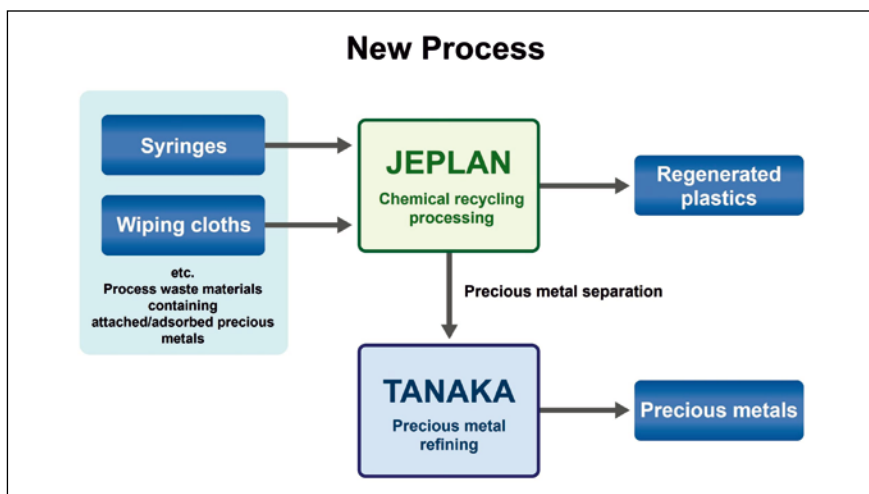 New Process
Syringes
Wiping cloths
etc.
Process waste materials
containing
attached/adsorbed precious
metals
JEPLAN
Chemical recycling
processing
Regenerated
plastics
Precious metal separation
TANAKA
Precious metal
refining
Precious metals